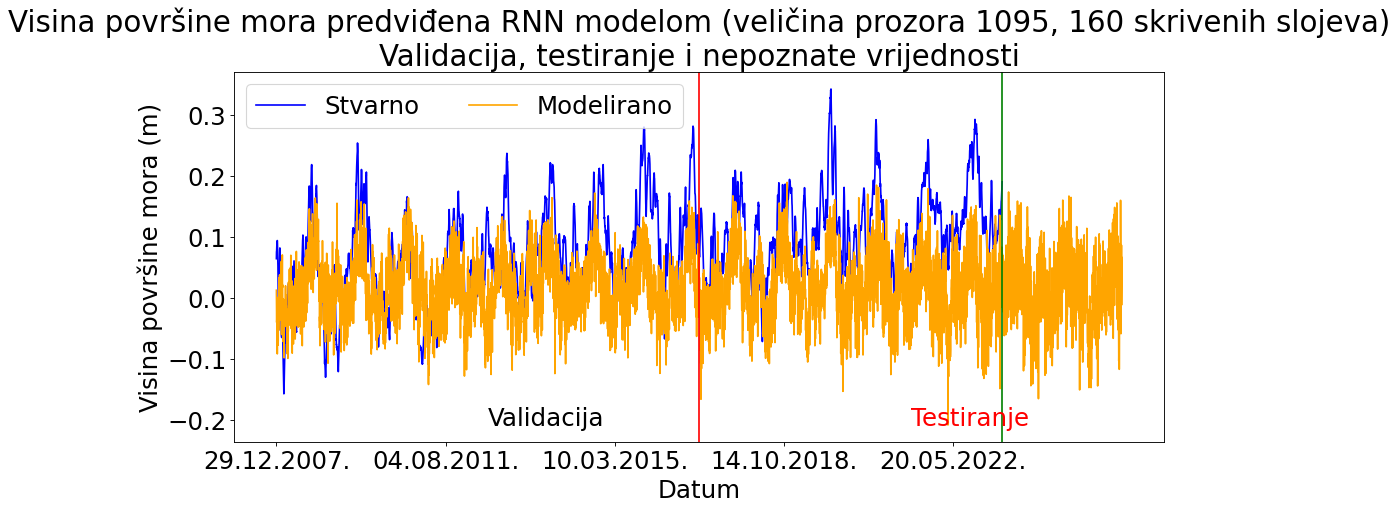 Visina površine mora predviđena RNN modelom (veličina prozora 1095, 160 skrivenih slojeva)
Validacija, testiranje i nepoznate vrijednosti
Stvarno
Modelirano
Visina površine mora (m)
0.3
0.2
0.1
0.0
−0.1
−0.2
Validacija
Testiranje
29.12.2007.
04.08.2011.
10.03.2015.
14.10.2018.
20.05.2022.
Datum